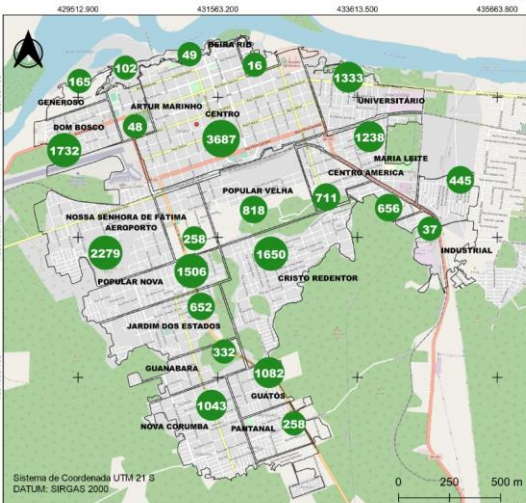 429512.900 431563.200 433613.500 435663.800
BEIRA RIO
49
16
102
165
1333
GENEROSO
ARTUR MARINHO
UNIVERSITÁRIO
CENTRO
DOM BOSCO
48
3687
1238
1732
MARIA LEITE
CENTRO AMERICA
445
POPULAR VELHA
711
656
818
NOSSA SENHORA DE FÁTIMA
AEROPORTO
37
258
2279
1650
INDUSTRIAL
1506
CRISTO REDENTOR
POPULAR NOVA
652
JARDIM DOS ESTADOS
332
GUANABARA
1082
GUATÓS
1043
258
NOVA CORUMBA
PANTANAL
Sistema de Coordenada UTM 21 S
DATUM: SIRGAS 2000
0 250 500 m